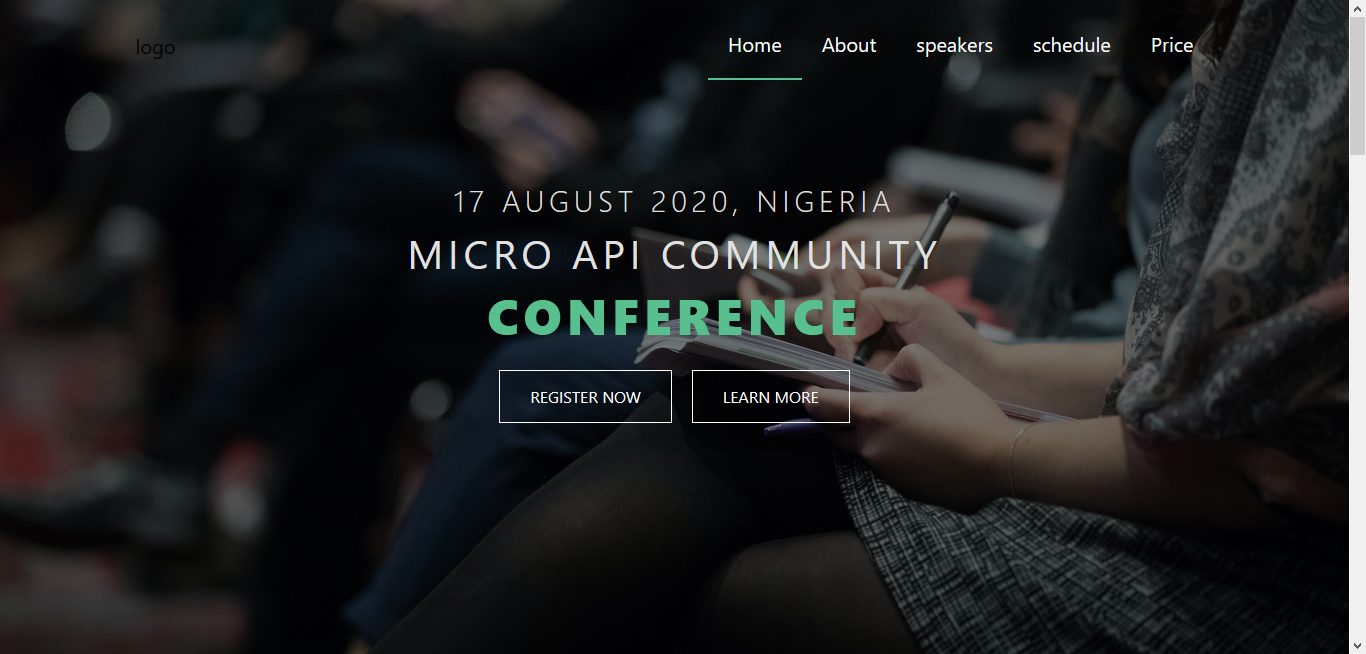 logo
Home About speakers schedule Price
17 AUGUST 2020, NIGERIA
MICRO API COMMUNITY
CONFERENCE
REGISTER NOW LEARN MORE